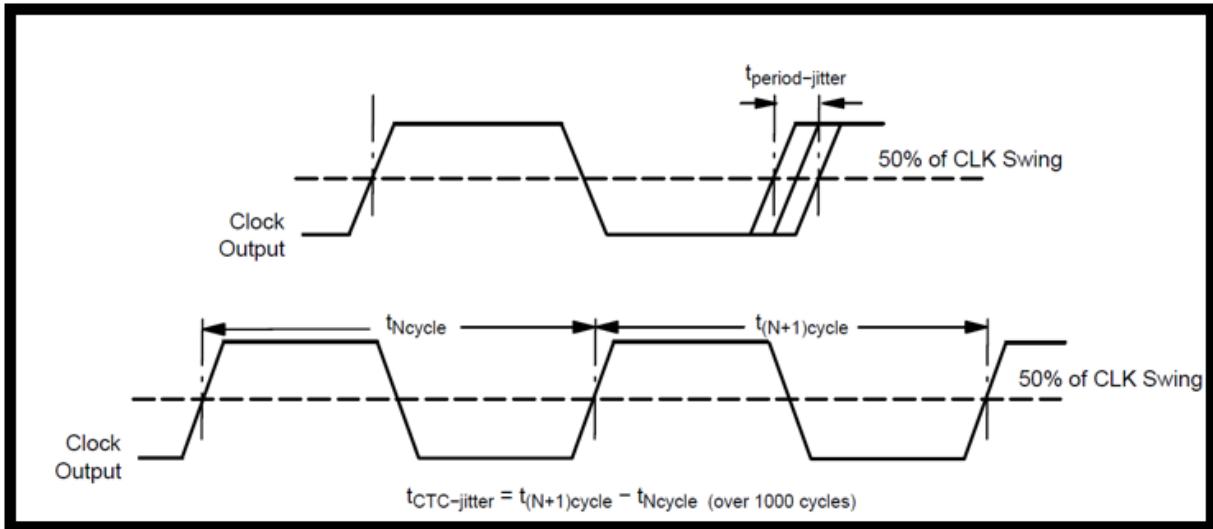 tperiod−jitter
50% of CLK Swing
Clock
Output
tNcycle
t(N+1)cycle
50% of CLK Swing
Clock
Output
tCTC−jitter = t(N+1)cycle − tNcycle (over 1000 cycles)